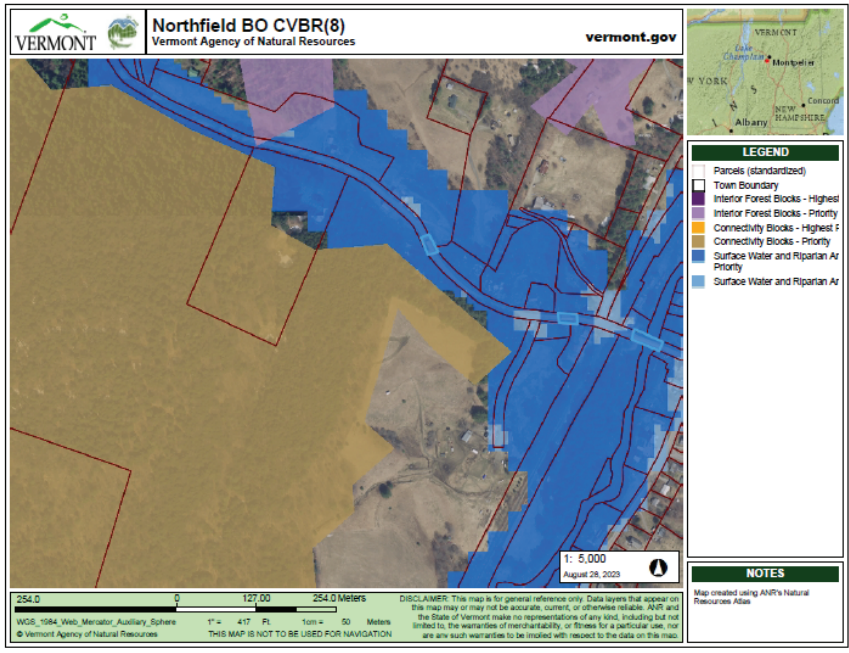 VERMONT
Northfield BO CVBR(8)
Vermont Agency of Natural Resources
vermont.gov
VERMONT
Lake
Champlain
Montpelier
W YORK
Concord
NEW
HAMPSHIRE
Albany
I N S
LEGEND
Parcels (standardized)
Town Boundary
Interior Forest Blocks - Highest
Interior Forest Blocks - Priority
Connectivity Blocks - Highest P
Connectivity Blocks - Priority
Surface Water and Riparian Ar
Priority
Surface Water and Riparian Ar
1: 5,000
August 28, 2023
NOTES
Map created using ANR's Natural
Resources Atlas
254.0 0 127.00 254.0 Meters
WGS_1984_Web_Mercator_Auxiliary_Sphere 1" = 417 Ft. 1cm = 50 Meters
© Vermont Agency of Natural Resources THIS MAP IS NOT TO BE USED FOR NAVIGATION
DISCLAIMER: This map is for general reference only. Data layers that appear on
this map may or may not be accurate, current, or otherwise reliable. ANR and
the State of Vermont make no representations of any kind, including but not
limited to, the warranties of merchantability, or fitness for a particular use, nor
are any such warranties to be implied with respect to the data on this map.